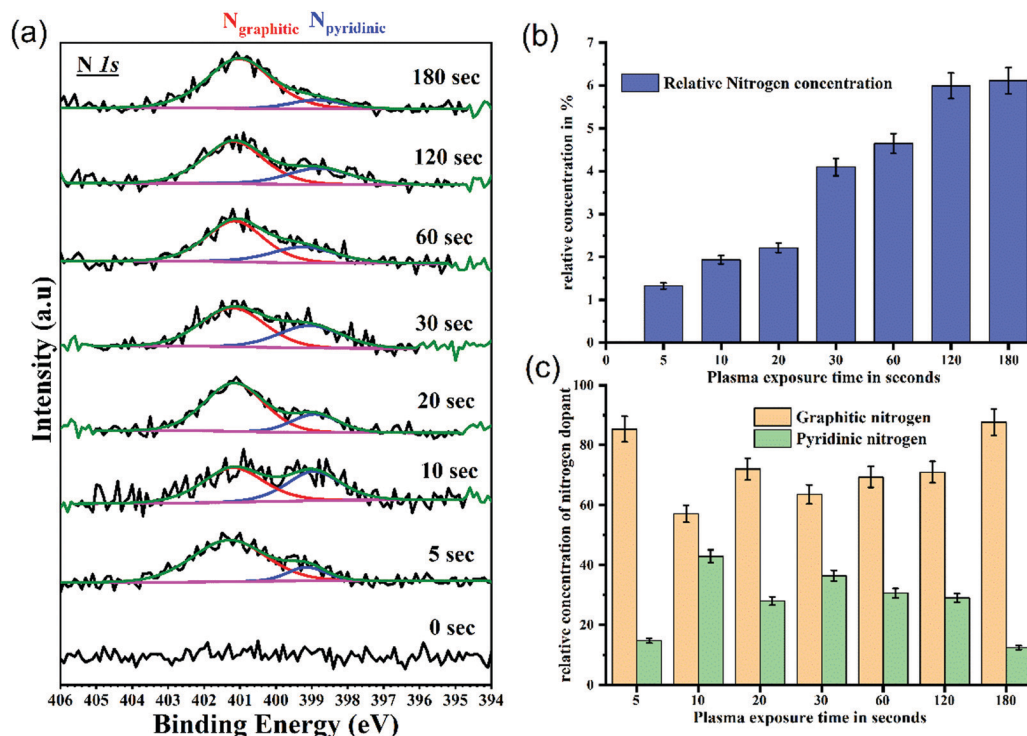 (a)
N graphitic N pyridinic
N 1s
180 sec
120 sec
60 sec
30 sec
20 sec
10 sec
5 sec
0 sec
Intensity (a.u)
406 405 404 403 402 401 400 399 398 397 396 395 394
Binding Energy (eV)
(b)
7
6
5
4
3
2
1
0
relative concentration in %
Relative Nitrogen concentration
0 5 10 20 30 60 120 180
Plasma exposure time in seconds
(c)
100
80
60
40
20
0
relative concentration of nitrogen dopant
Graphitic nitrogen
Pyridinic nitrogen
5 10 20 30 60 120 180
Plasma exposure time in seconds